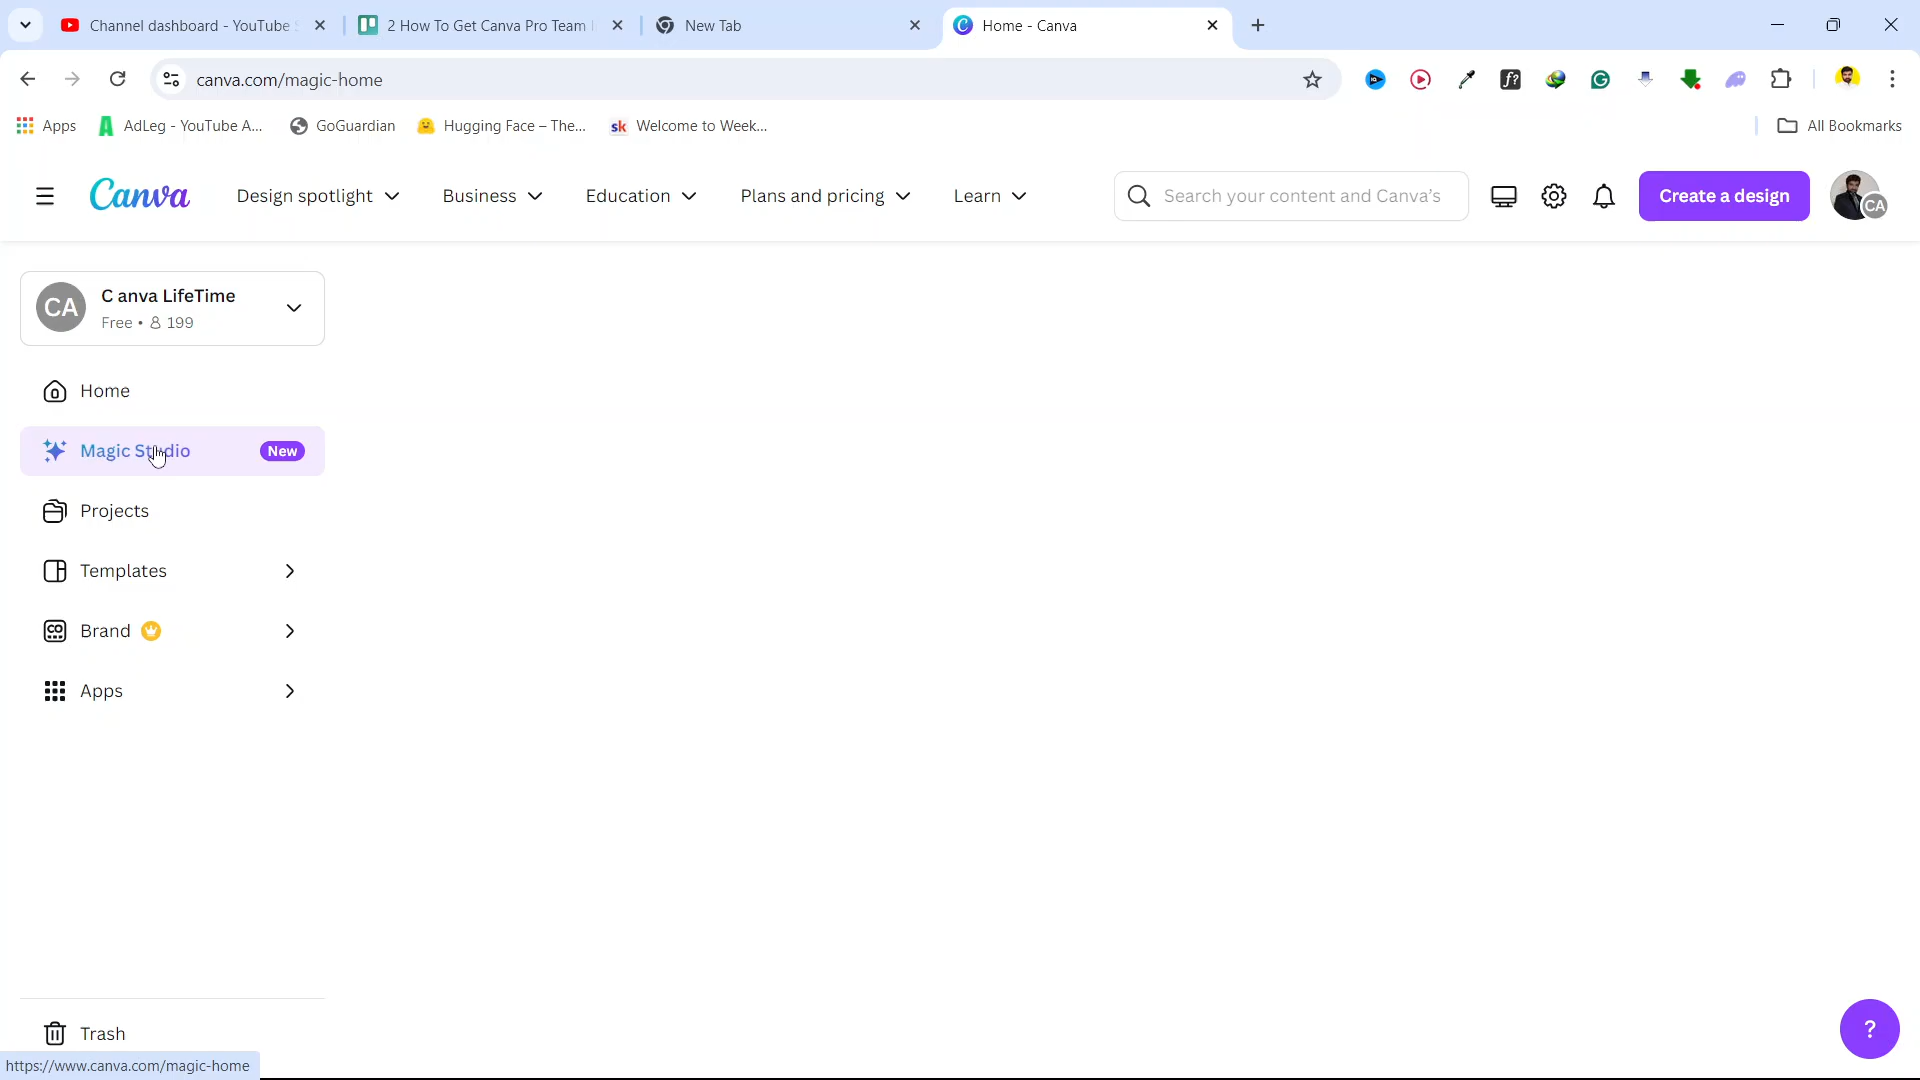 Channel dashboard - YouTube S
2 How To Get Canva Pro Team
New Tab
Home - Canva
canva.com/magic-home
Apps
AdLeg - YouTube A...
GoGuardian
Hugging Face – The...
sk Welcome to Week...
All Bookmarks
Canva
Design spotlight
Business
Education
Plans and pricing
Learn
Search your content and Canva's
Create a design
CA
CA
C anva LifeTime
Free • 199
Home
Magic Studio
New
Projects
Templates
CO
Brand
Apps
Trash
?
https://www.canva.com/magic-home